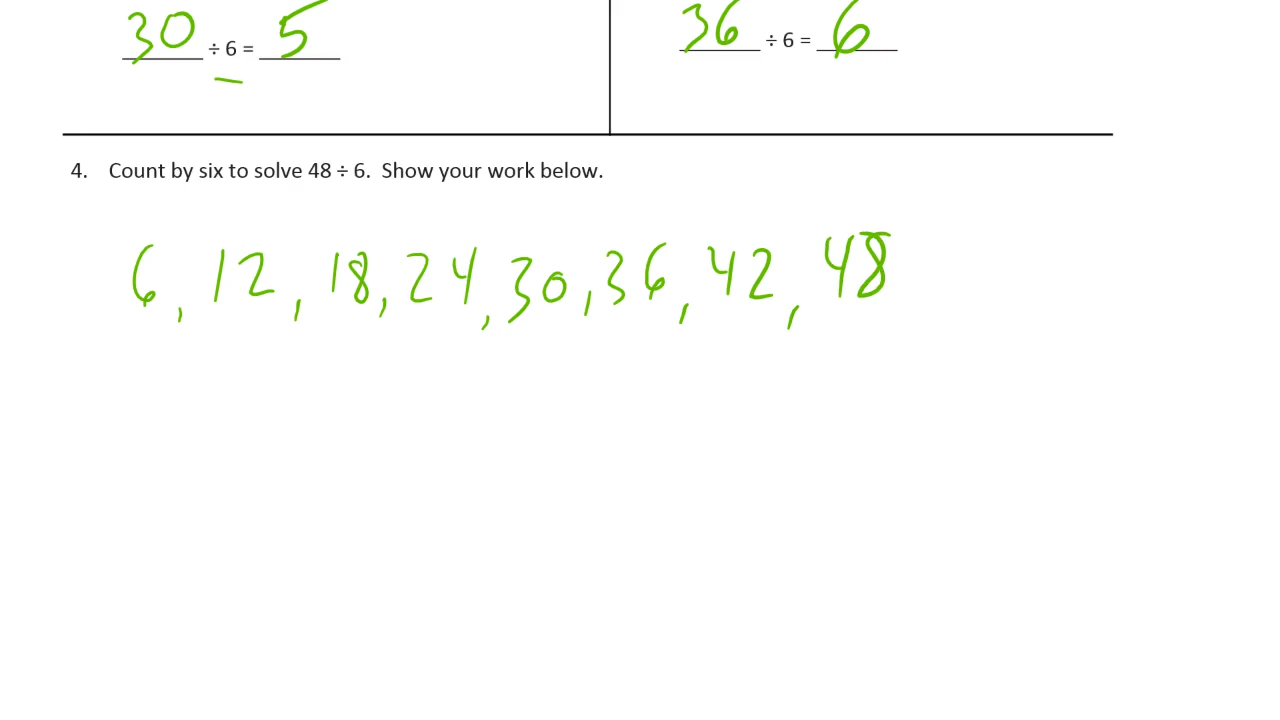 30 ÷ 6 = 5
36 ÷ 6 = 6
4. Count by six to solve 48 ÷ 6. Show your work below.
6, 12, 18, 24, 30, 36, 42, 48